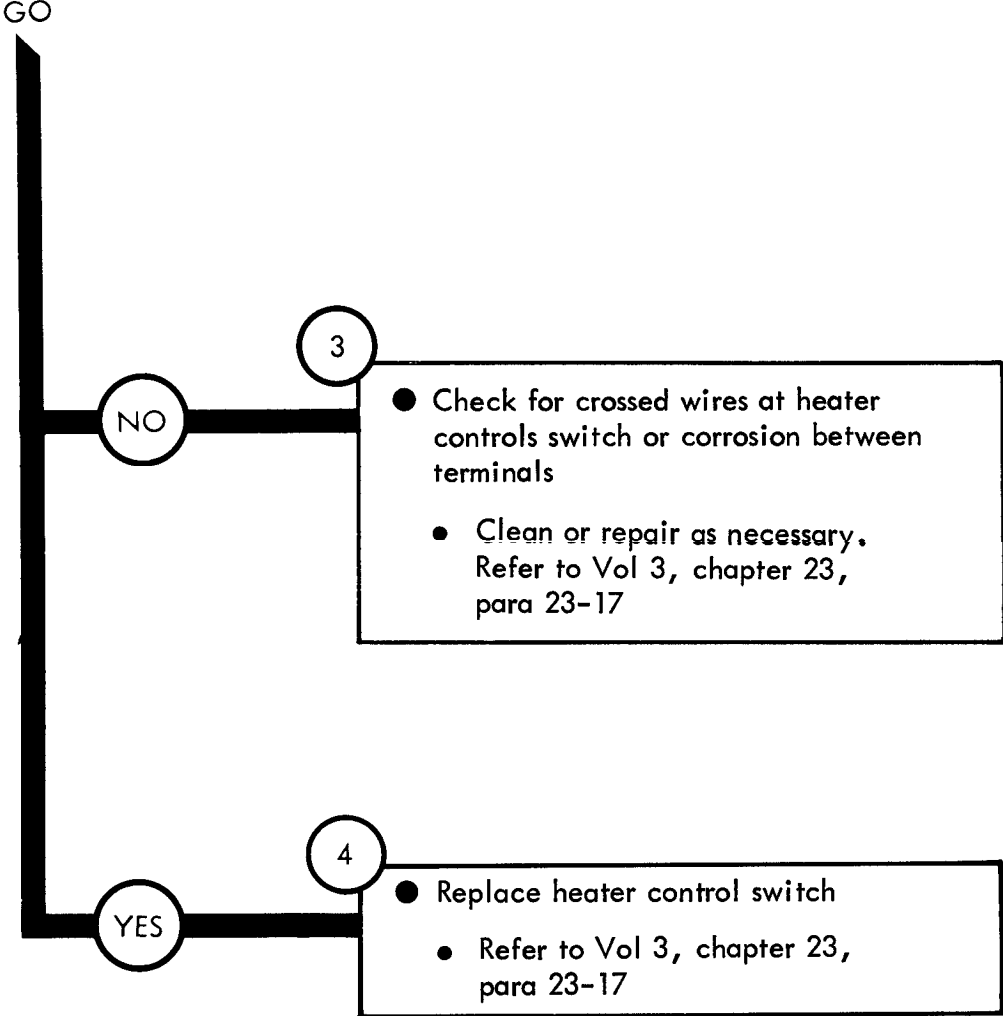 GO
3
NO
● Check for crossed wires at heater
controls switch or corrosion between
terminals
● Clean or repair as necessary.
Refer to Vol 3, chapter 23,
para 23-17
4
YES
● Replace heater control switch
● Refer to Vol 3, chapter 23,
para 23-17